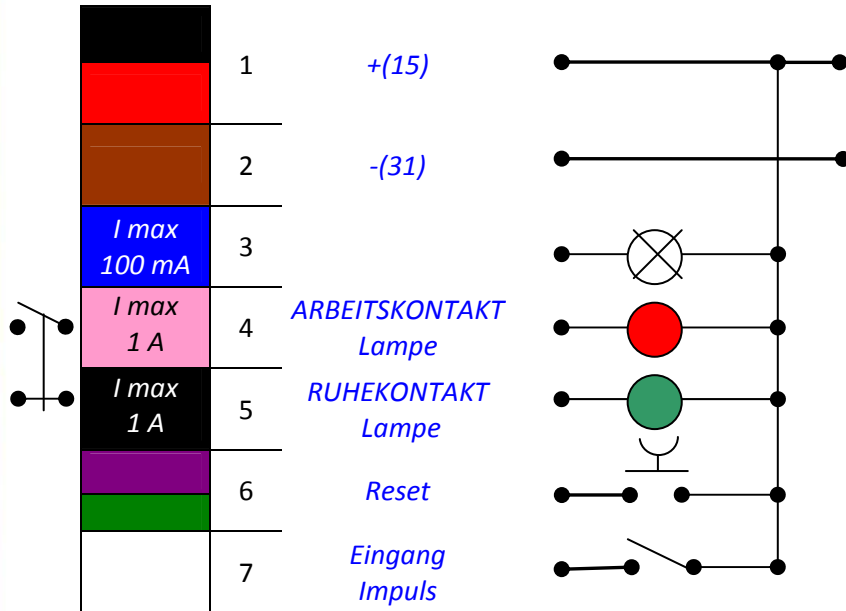 1
+(15)
2
-(31)
I max
100 mA
3
I max
1 A
4
ARBEITSKONTAKT
Lampe
I max
1 A
5
RUHEKONTAKT
Lampe
6
Reset
7
Eingang
Impuls